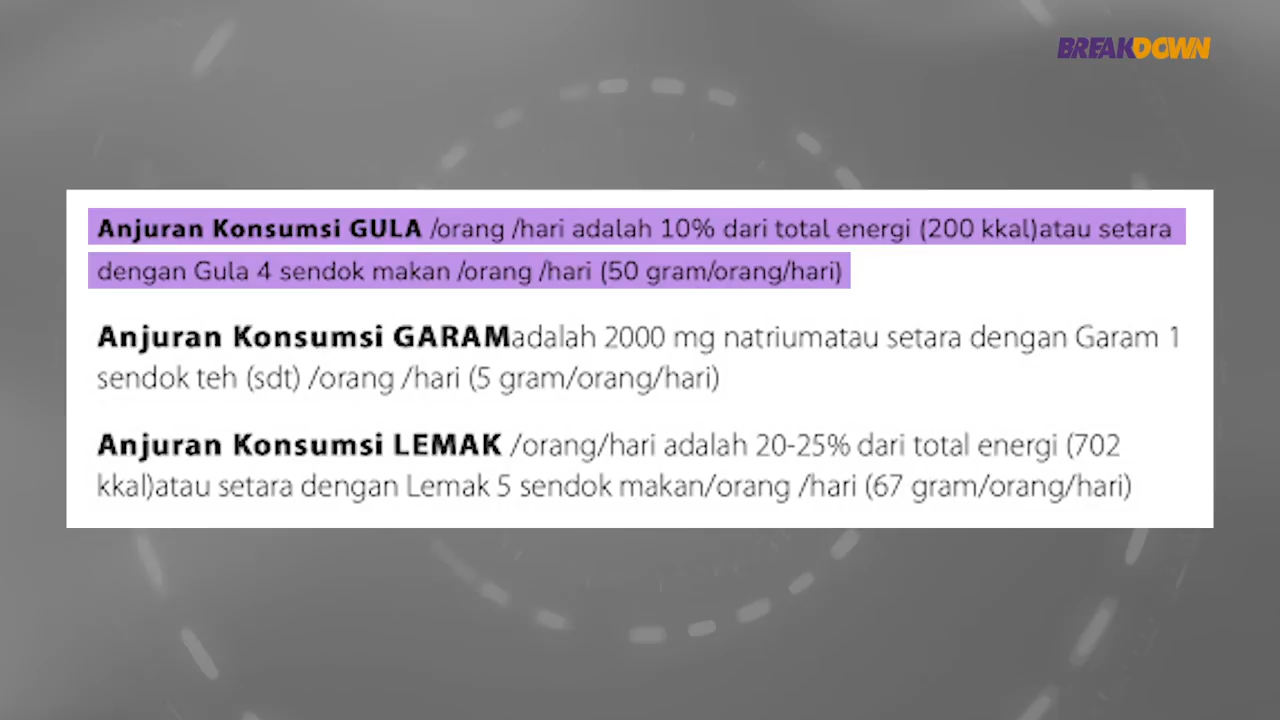 BREAKDOWN
Anjuran Konsumsi GULA /orang /hari adalah 10% dari total energi (200 kkal)atau setara
dengan Gula 4 sendok makan /orang /hari (50 gram/orang/hari)
Anjuran Konsumsi GARAMadalah 2000 mg natriumatau setara dengan Garam 1
sendok teh (sdt) /orang /hari (5 gram/orang/hari)
Anjuran Konsumsi LEMAK /orang/hari adalah 20-25% dari total energi (702
kkal)atau setara dengan Lemak 5 sendok makan/orang /hari (67 gram/orang/hari)